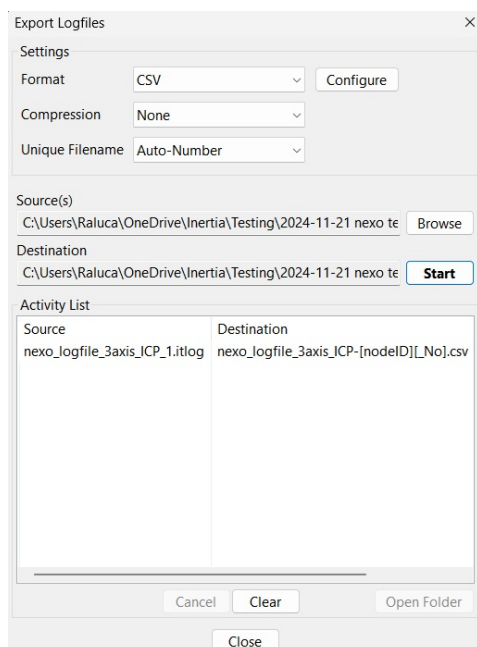 Export Logfiles
Settings
Format CSV Configure
Compression None
Unique Filename Auto-Number
Source(s)
C:\Users\Raluca\OneDrive\Inertia\Testing\2024-11-21 nexo te Browse
Destination
C:\Users\Raluca\OneDrive\Inertia\Testing\2024-11-21 nexo te Start
Activity List
Source Destination
nexo_logfile_3axis_ICP_1.itlog nexo_logfile_3axis_ICP-[nodeID][_No].csv
Cancel Clear Open Folder
Close